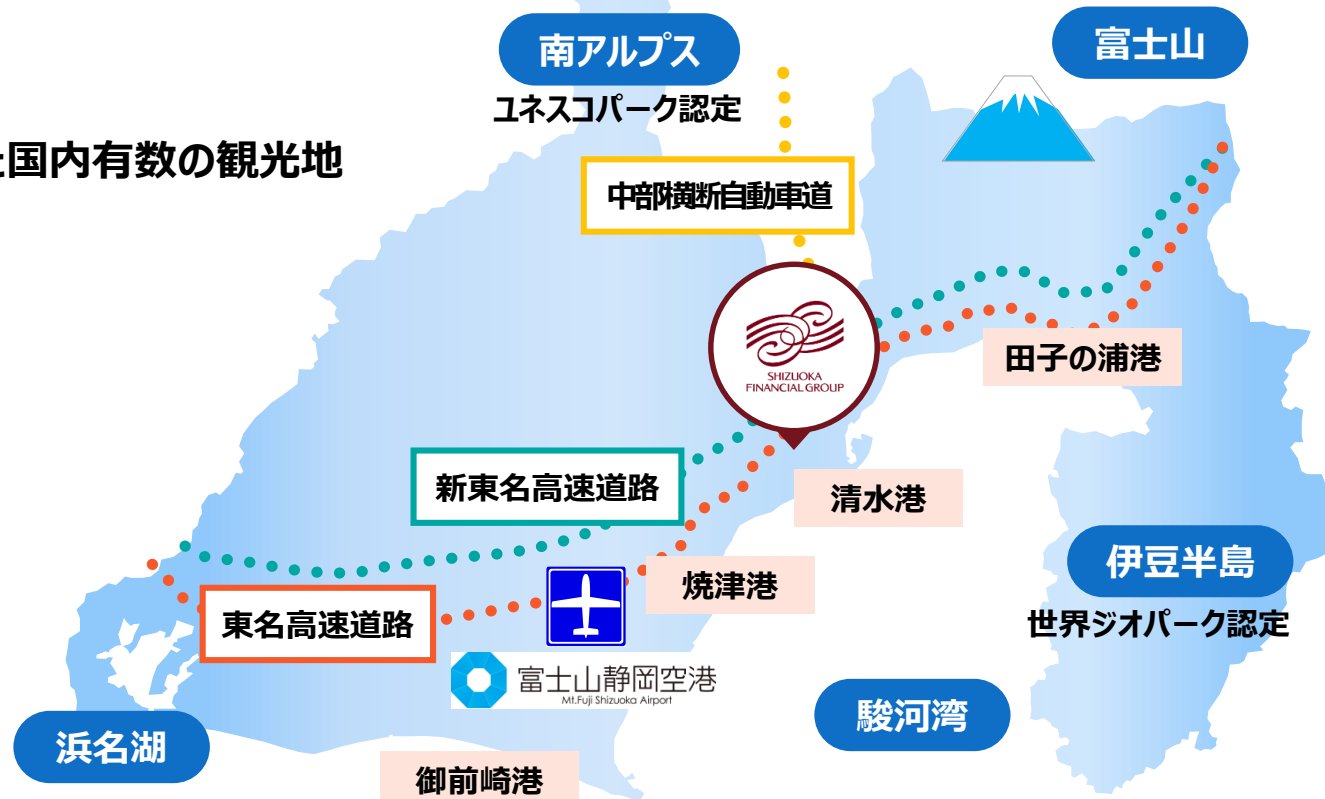 南アルプス
ユネスコパーク認定
富士山
国内有数の観光地
中部横断自動車道
SHIZUOKA
FINANCIAL GROUP
田子の浦港
新東名高速道路
清水港
焼津港
伊豆半島
世界ジオパーク認定
東名高速道路
富士山静岡空港
Mt.Fuji Shizuoka Airport
駿河湾
浜名湖
御前崎港